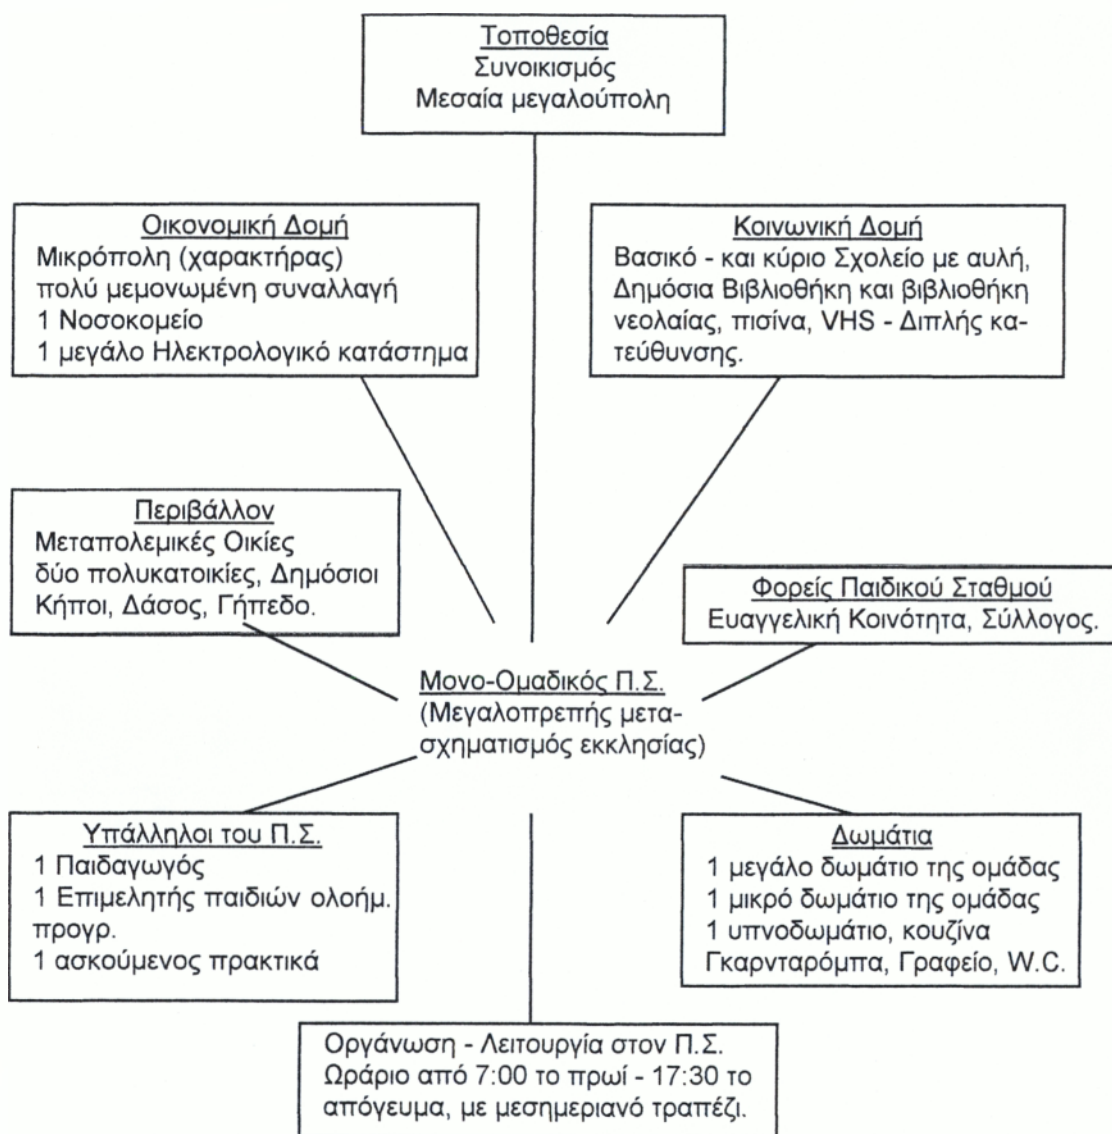 Τοποθεσία
Συνοικισμός
Μεσαία μεγαλούπολη
Οικονομική Δομή
Μικρόπολη (χαρακτήρας)
πολύ μεμονωμένη συναλλαγή
1 Νοσοκομείο
1 μεγάλο Ηλεκτρολογικό κατάστημα
Κοινωνική Δομή
Βασικό - και κύριο Σχολείο με αυλή,
Δημόσια Βιβλιοθήκη και βιβλιοθήκη
νεολαίας, πισίνα, VHS - Διπλής κα-
τεύθυνσης.
Περιβάλλον
Μεταπολεμικές Οικίες
δύο πολυκατοικίες, Δημόσιοι
Κήποι, Δάσος, Γήπεδο.
Φορείς Παιδικού Σταθμού
Ευαγγελική Κοινότητα, Σύλλογος.
Μονο-Ομαδικός Π.Σ.
(Μεγαλοπρεπής μετα-
σχηματισμός εκκλησίας)
Υπάλληλοι του Π.Σ.
1 Παιδαγωγός
1 Επιμελητής παιδιών ολοήμ.
προγρ.
1 ασκούμενος πρακτικά
Δωμάτια
1 μεγάλο δωμάτιο της ομάδας
1 μικρό δωμάτιο της ομάδας
1 υπνοδωμάτιο, κουζίνα
Γκαρνταρόμπα, Γραφείο, W.C.
Οργάνωση - Λειτουργία στον Π.Σ.
Ωράριο από 7:00 το πρωί - 17:30 το
απόγευμα, με μεσημεριανό τραπέζι.